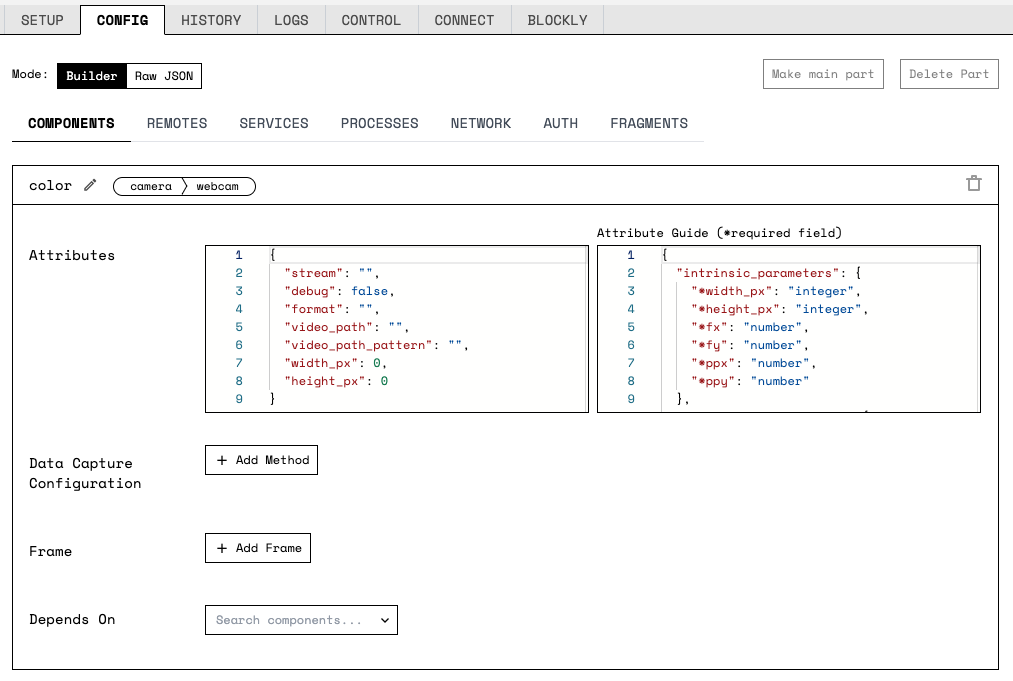 SETUP CONFIG HISTORY LOGS CONTROL CONNECT BLOCKLY
Mode: Builder Raw JSON Make main part Delete Part
COMPONENTS REMOTES SERVICES PROCESSES NETWORK AUTH FRAGMENTS
color camera webcam
Attributes
1 {
2 "stream": "",
3 "debug": false,
4 "format": "",
5 "video_path": "",
6 "video_path_pattern": "",
7 "width_px": 0,
8 "height_px": 0
9 }
Attribute Guide (*required field)
1 {
2 "intrinsic_parameters": {
3 "*width_px": "integer",
4 "*height_px": "integer",
5 "*fx": "number",
6 "*fy": "number",
7 "*ppx": "number",
8 "*ppy": "number"
9 },
Data Capture
Configuration
+ Add Method
Frame
+ Add Frame
Depends On
Search components...